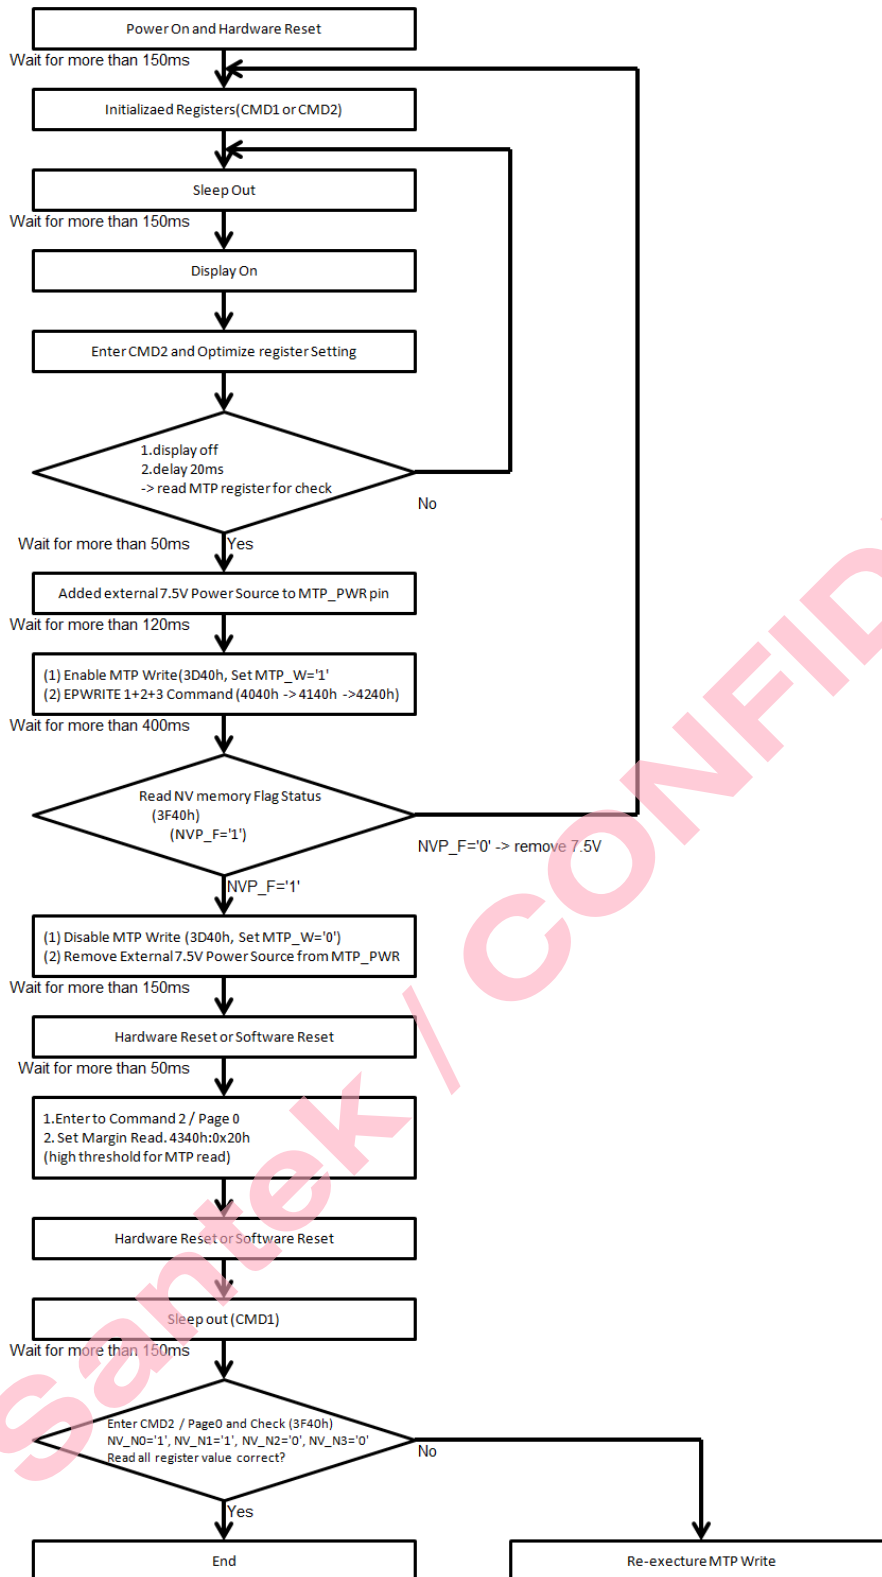 Power On and Hardware Reset
Wait for more than 150ms
Initializaed Registers(CMD1 or CMD2)
Sleep Out
Wait for more than 150ms
Display On
Enter CMD2 and Optimize register Setting
1.display off
2.delay 20ms
-> read MTP register for check
No
Wait for more than 50ms
Yes
Added external 7.5V Power Source to MTP_PWR pin
Wait for more than 120ms
(1) Enable MTP Write(3D40h, Set MTP_W='1'
(2) EPWRITE 1+2+3 Command (4040h -> 4140h ->4240h)
Wait for more than 400ms
Read NV memory Flag Status
(3F40h)
(NVP_F='1')
NVP_F='0' -> remove 7.5V
NVP_F='1'
(1) Disable MTP Write (3D40h, Set MTP_W='0')
(2) Remove External 7.5V Power Source from MTP_PWR
Wait for more than 150ms
Hardware Reset or Software Reset
Wait for more than 50ms
1.Enter to Command 2 / Page 0
2. Set Margin Read. 4340h:0x20h
(high threshold for MTP read)
Hardware Reset or Software Reset
Sleep out (CMD1)
Wait for more than 150ms
Enter CMD2 / Page0 and Check (3F40h)
NV_N0='1', NV_N1='1', NV_N2='0', NV_N3='0'
Read all register value correct?
No
Yes
End
Re-execture MTP Write
Santek / CONFID